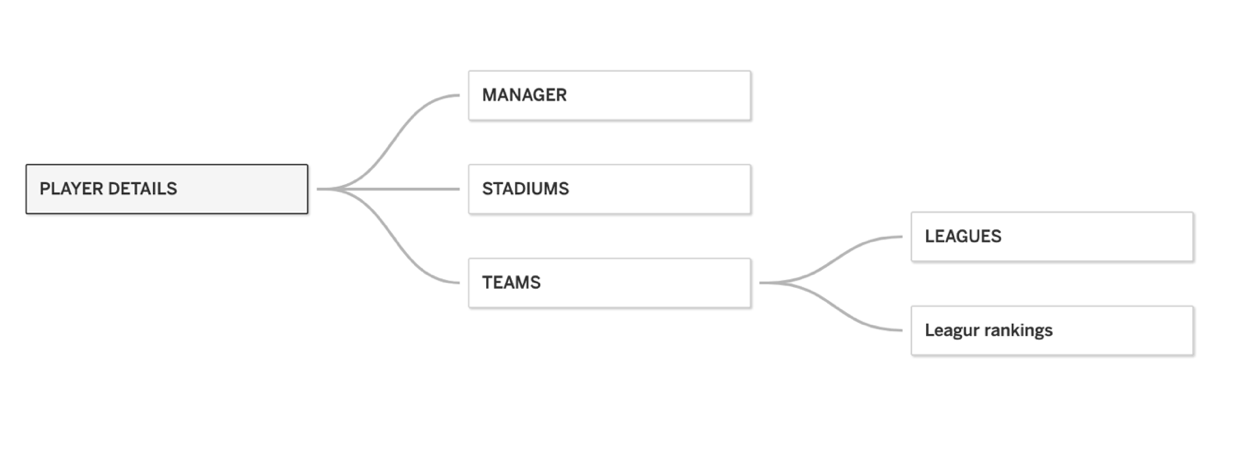 MANAGER
PLAYER DETAILS
STADIUMS
TEAMS
LEAGUES
Leagur rankings